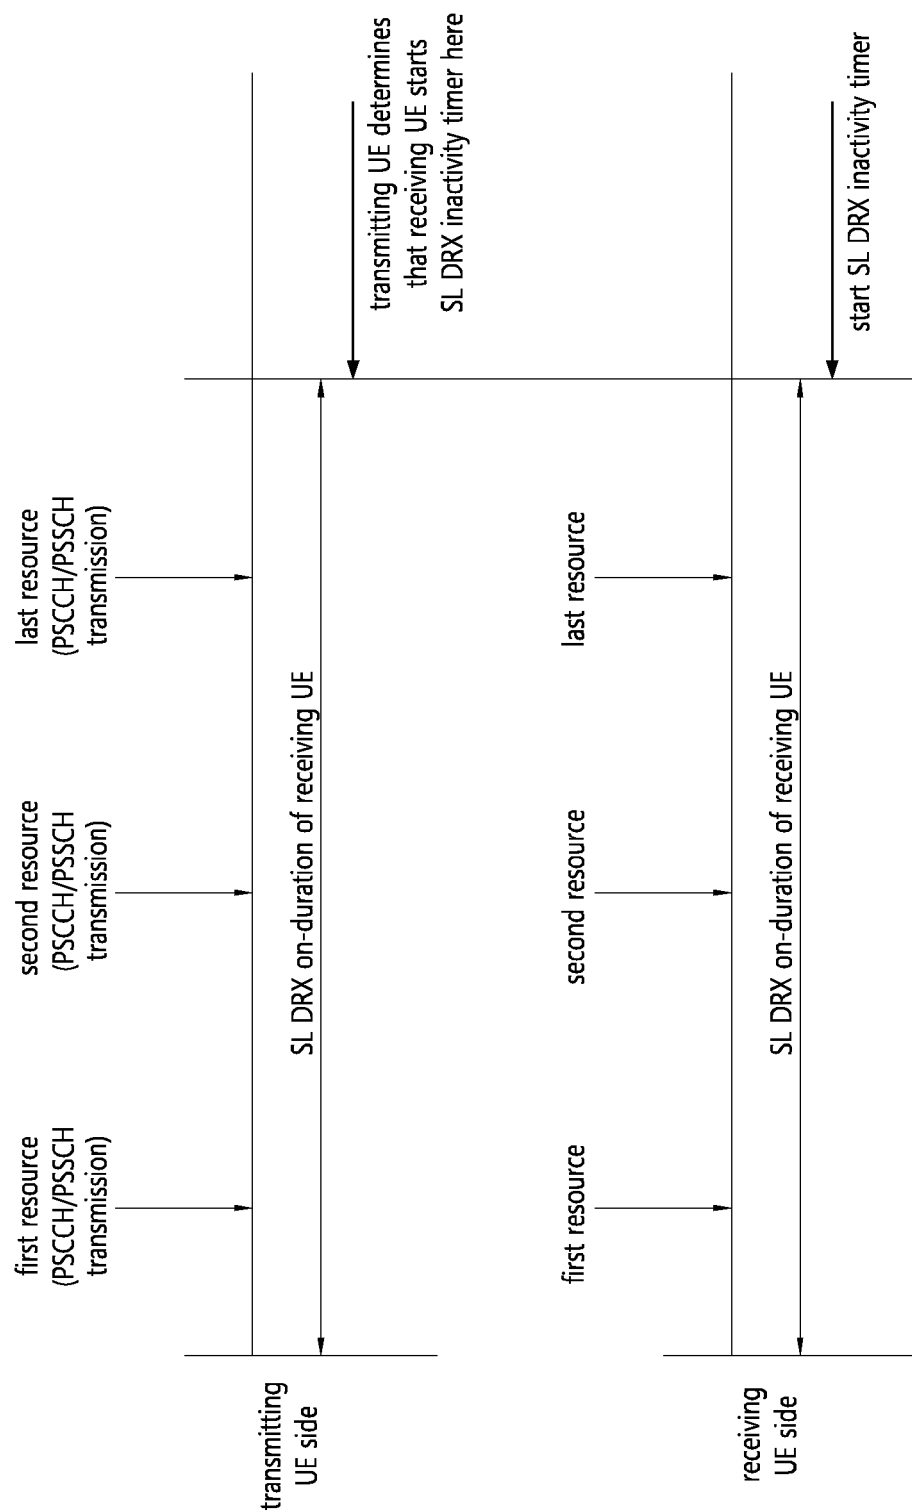 first resource
(PSCCH/PSSCH
transmission)
second resource
(PSCCH/PSSCH
transmission)
last resource
(PSCCH/PSSCH
transmission)
transmitting
UE side
SL DRX on-duration of receiving UE
transmitting UE determines
that receiving UE starts
SL DRX inactivity timer here
first resource
second resource
last resource
receiving
UE side
SL DRX on-duration of receiving UE
start SL DRX inactivity timer